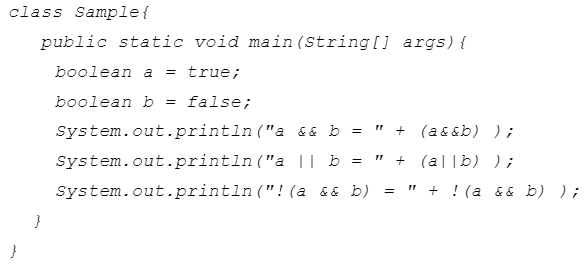 class Sample{
public static void main(String[] args){
boolean a = true;
boolean b = false;
System.out.println("a && b = " + (a&&b) );
System.out.println("a || b = " + (a||b) );
System.out.println("!(a && b) = " + !(a && b) );
}
}